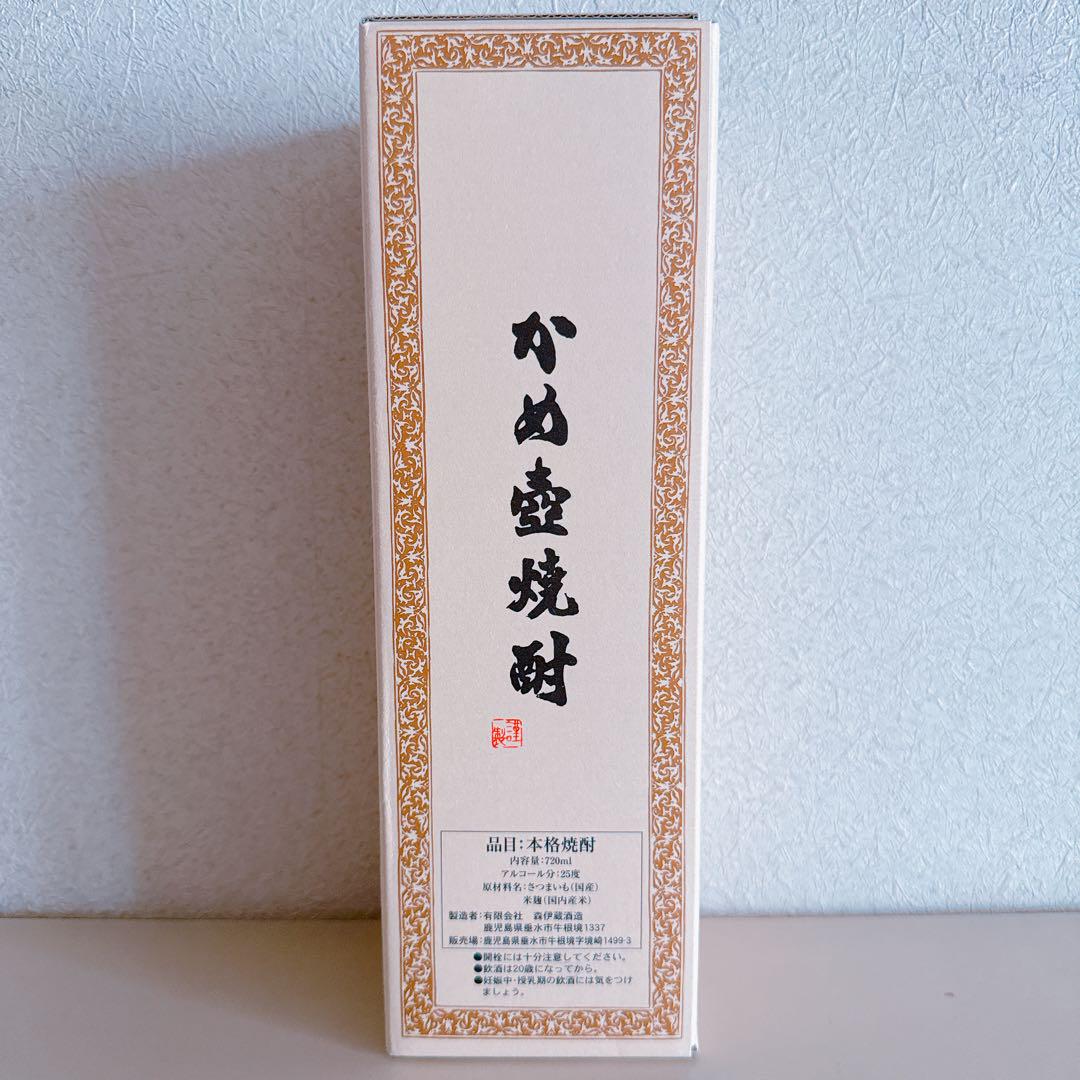 かめ壺焼酎
謹製
品目:本格焼酎
内容量:720ml
アルコール分:25度
原材料名:さつまいも(国産)
米麹(国内産米)
製造者:有限会社 森伊蔵酒造
鹿児島県垂水市牛根境1337
販売場:鹿児島県垂水市牛根境字境崎1499-3
●開栓には十分注意してください。
●飲酒は20歳になってから。
●妊娠中・授乳期の飲酒には気をつけ
ましょう。